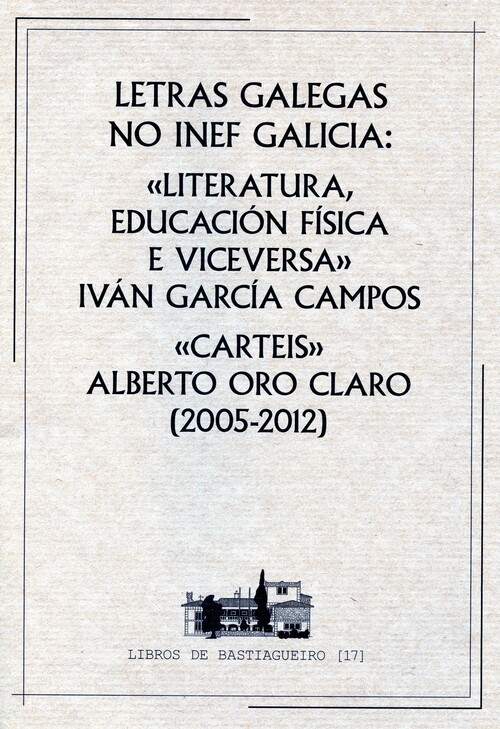 LETRAS GALEGAS
NO INEF GALICIA:
«LITERATURA,
EDUCACIÓN FÍSICA
E VICEVERSA»
IVÁN GARCÍA CAMPOS
«CARTEIS»
ALBERTO ORO CLARO
(2005-2012)
LIBROS DE BASTIAGUEIRO [17]